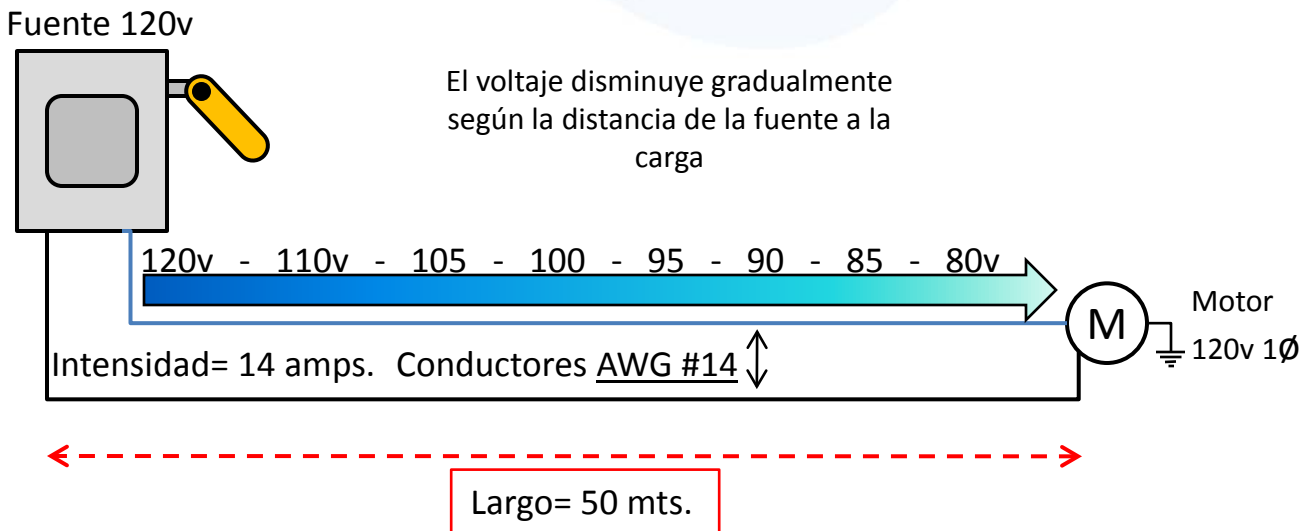 Fuente 120v
El voltaje disminuye gradualmente
según la distancia de la fuente a la
carga
120v - 110v - 105 - 100 - 95 - 90 - 85 - 80v
M
Motor
120v 1Ø
Intensidad= 14 amps. Conductores AWG #14
Largo= 50 mts.